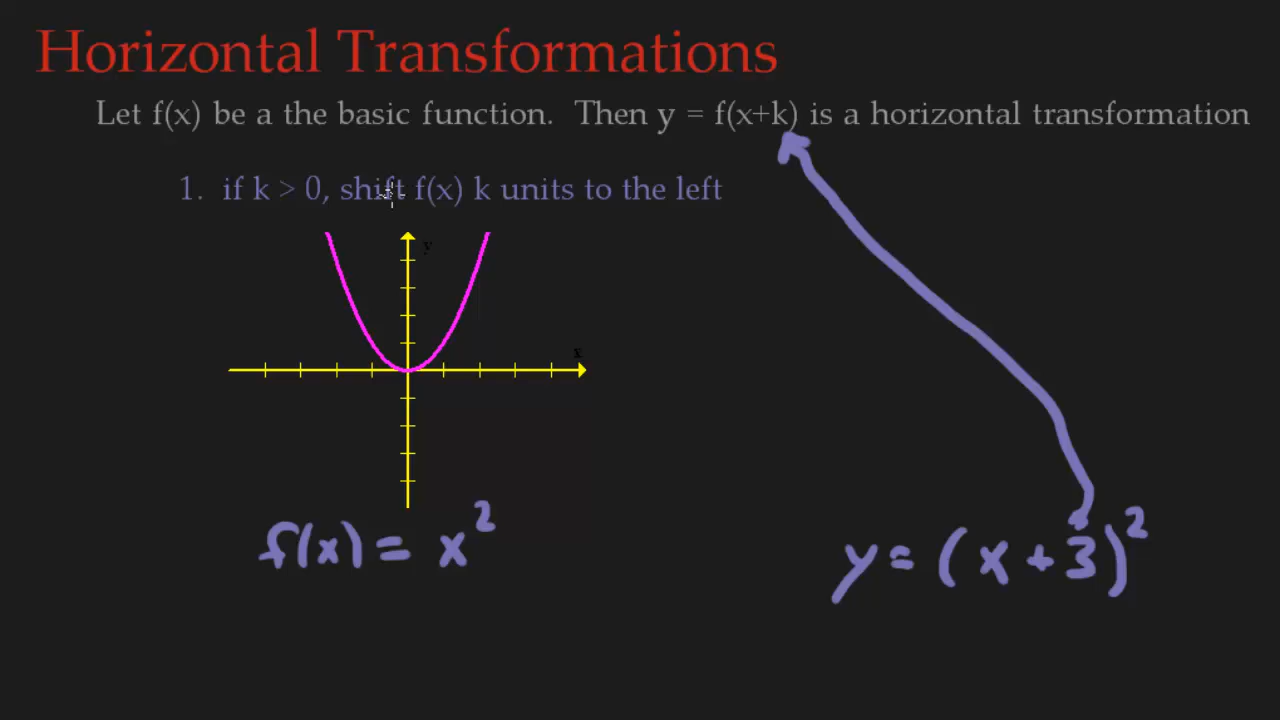 Horizontal Transformations
Let f(x) be a the basic function. Then y = f(x+k) is a horizontal transformation
1. if k > 0, shift f(x) k units to the left
y
x
f(x) = x²
y = (x + 3)²